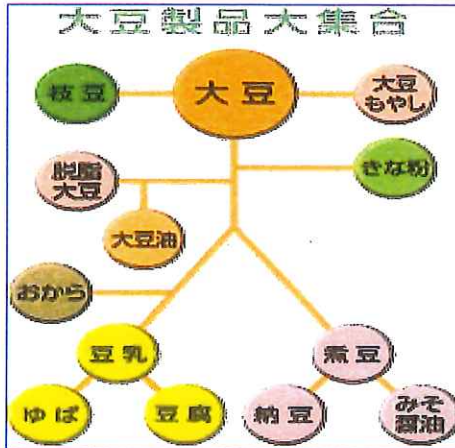 大豆製品大集合
枝豆
大豆
大豆
もやし
脱脂
大豆
きな粉
大豆油
おから
豆乳
煮豆
ゆば
豆腐
納豆
みそ
醤油